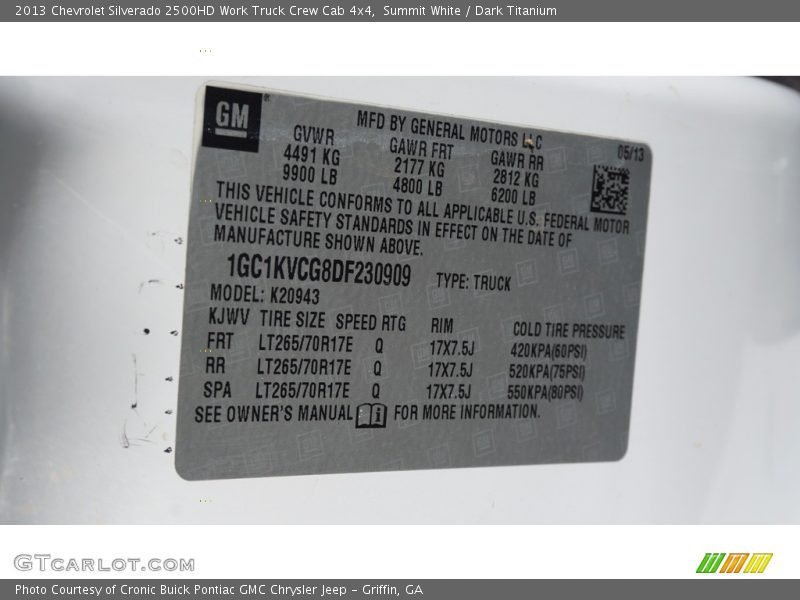 2013 Chevrolet Silverado 2500HD Work Truck Crew Cab 4x4, Summit White / Dark Titanium
GM
MFD BY GENERAL MOTORS LLC
05/13
GVWR GAWR FRT GAWR RR
4491 KG 2177 KG 2812 KG
9900 LB 4800 LB 6200 LB
THIS VEHICLE CONFORMS TO ALL APPLICABLE U.S. FEDERAL MOTOR
VEHICLE SAFETY STANDARDS IN EFFECT ON THE DATE OF
MANUFACTURE SHOWN ABOVE.
1GC1KVCG8DF230909 TYPE: TRUCK
MODEL: K20943
KJWV TIRE SIZE SPEED RTG RIM COLD TIRE PRESSURE
FRT LT265/70R17E Q 17X7.5J 420KPA(60PSI)
RR LT265/70R17E Q 17X7.5J 520KPA(75PSI)
SPA LT265/70R17E Q 17X7.5J 550KPA(80PSI)
SEE OWNER'S MANUAL FOR MORE INFORMATION.
GTCARLOT.COM
Photo Courtesy of Cronic Buick Pontiac GMC Chrysler Jeep - Griffin, GA